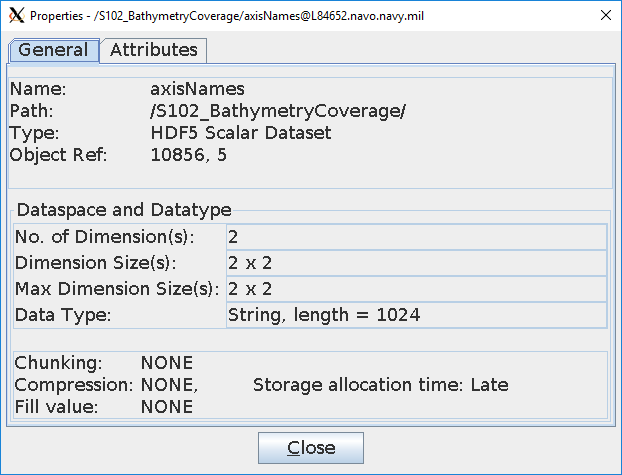 Properties - /S102_BathymetryCoverage/axisNames@L84652.navo.navy.mil
General Attributes
Name: axisNames
Path: /S102_BathymetryCoverage/
Type: HDF5 Scalar Dataset
Object Ref: 10856, 5
Dataspace and Datatype
No. of Dimension(s): 2
Dimension Size(s): 2 x 2
Max Dimension Size(s): 2 x 2
Data Type: String, length = 1024
Chunking: NONE
Compression: NONE, Storage allocation time: Late
Fill value: NONE
Close